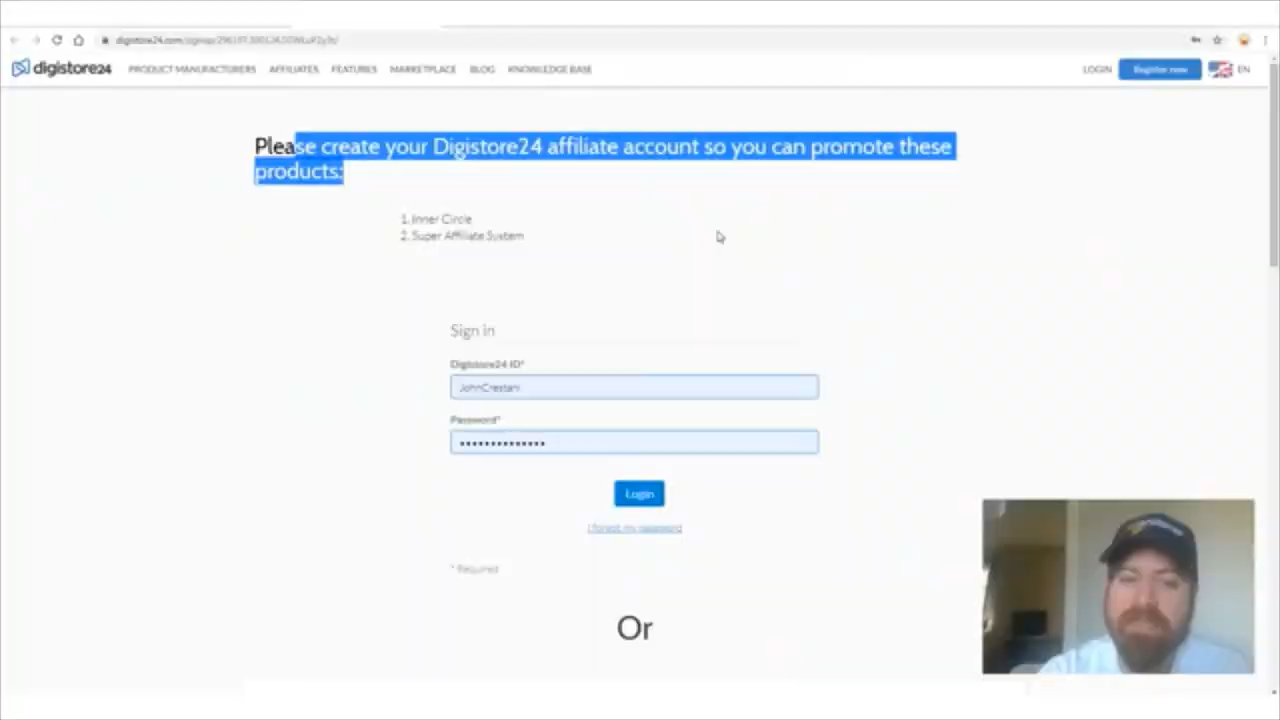 digistore24 PRODUCT MANUFACTURERS AFFILIATES FEATURES MARKETPLACE BLOG KNOWLEDGE BASE LOGIN Register now EN
Please create your Digistore24 affiliate account so you can promote these
products:
1. Inner Circle
2. Super Affiliate System
Sign in
Digistore24 ID*
JohnCrestani
Password*
Login
I forgot my password
* Required
Or